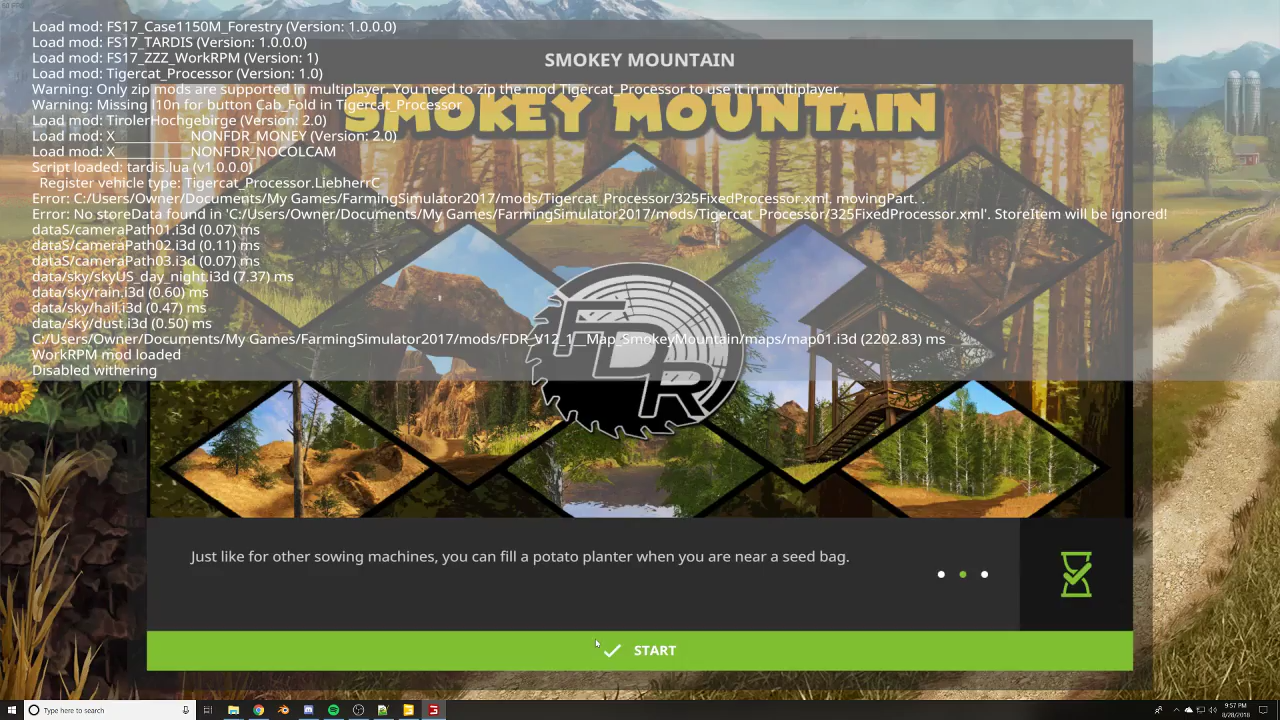 60 FPS
Load mod: FS17_Case1150M_Forestry (Version: 1.0.0.0)
Load mod: FS17_TARDIS (Version: 1.0.0.0)
Load mod: FS17_ZZZ_WorkRPM (Version: 1)
Load mod: Tigercat_Processor (Version: 1.0)
Warning: Only zip mods are supported in multiplayer. You need to zip the mod Tigercat_Processor to use it in multiplayer.
Warning: Missing l10n for button Cab_Fold in Tigercat_Processor
Load mod: TirolerHochgebirge (Version: 2.0)
Load mod: X__________NONFDR_MONEY (Version: 2.0)
Load mod: X__________NONFDR_NOCOLCAM
Script loaded: tardis.lua (v1.0.0.0)
Register vehicle type: Tigercat_Processor.LiebherrC
Error: C:/Users/Owner/Documents/My Games/FarmingSimulator2017/mods/Tigercat_Processor/325FixedProcessor.xml, movingPart. .
Error: No storeData found in 'C:/Users/Owner/Documents/My Games/FarmingSimulator2017/mods/Tigercat_Processor/325FixedProcessor.xml'. StoreItem will be ignored!
dataS/cameraPath01.i3d (0.07) ms
dataS/cameraPath02.i3d (0.11) ms
dataS/cameraPath03.i3d (0.07) ms
data/sky/skyUS_day_night.i3d (7.37) ms
data/sky/rain.i3d (0.60) ms
data/sky/hail.i3d (0.47) ms
data/sky/dust.i3d (0.50) ms
C:/Users/Owner/Documents/My Games/FarmingSimulator2017/mods/FDR_V12_1__Map_SmokeyMountain/maps/map01.i3d (2202.83) ms
WorkRPM mod loaded
Disabled withering
SMOKEY MOUNTAIN
SMOKEY MOUNTAIN
FDR
Just like for other sowing machines, you can fill a potato planter when you are near a seed bag.
START
Type here to search
9:57 PM
8/28/2018